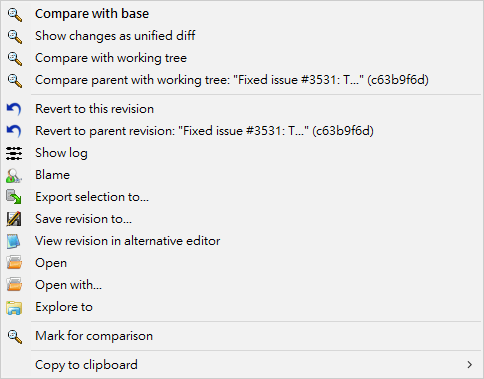 Compare with base
Show changes as unified diff
Compare with working tree
Compare parent with working tree: "Fixed issue #3531: T..." (c63b9f6d)
Revert to this revision
Revert to parent revision: "Fixed issue #3531: T..." (c63b9f6d)
Show log
Blame
Export selection to...
Save revision to...
View revision in alternative editor
Open
Open with...
Explore to
Mark for comparison
Copy to clipboard